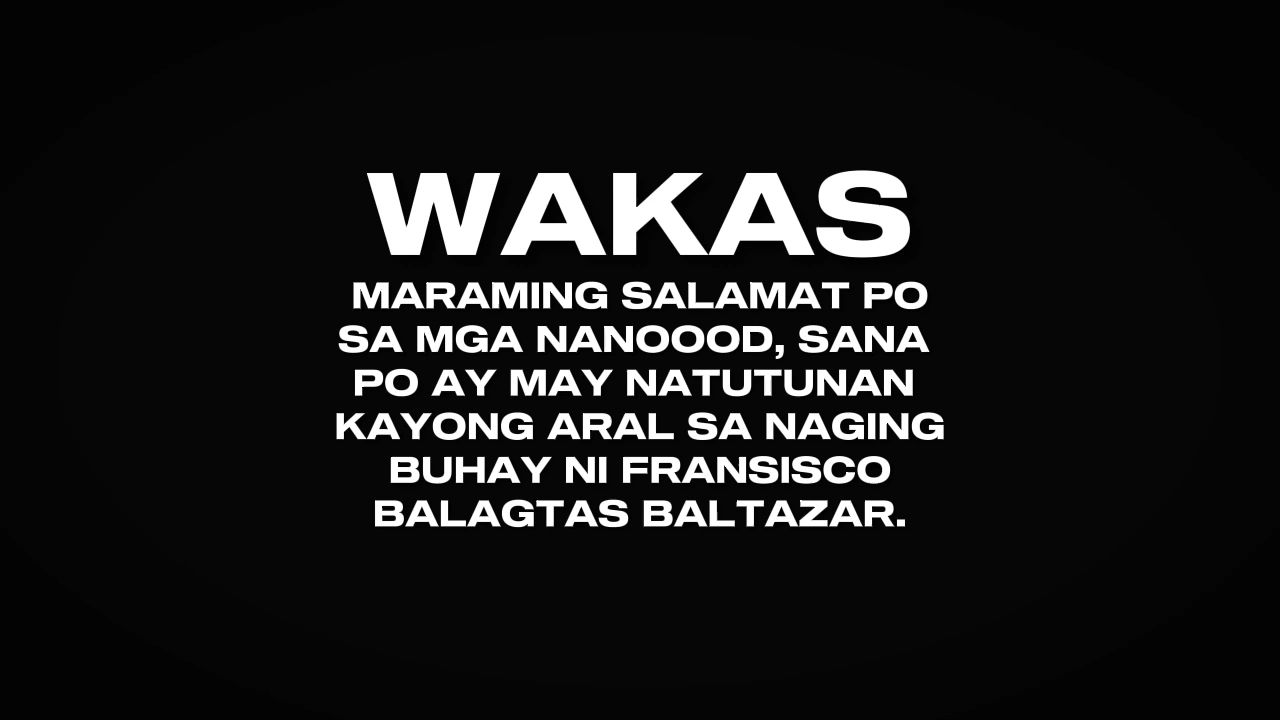 WAKAS
MARAMING SALAMAT PO
SA MGA NANOOOD, SANA
PO AY MAY NATUTUNAN
KAYONG ARAL SA NAGING
BUHAY NI FRANSISCO
BALAGTAS BALTAZAR.